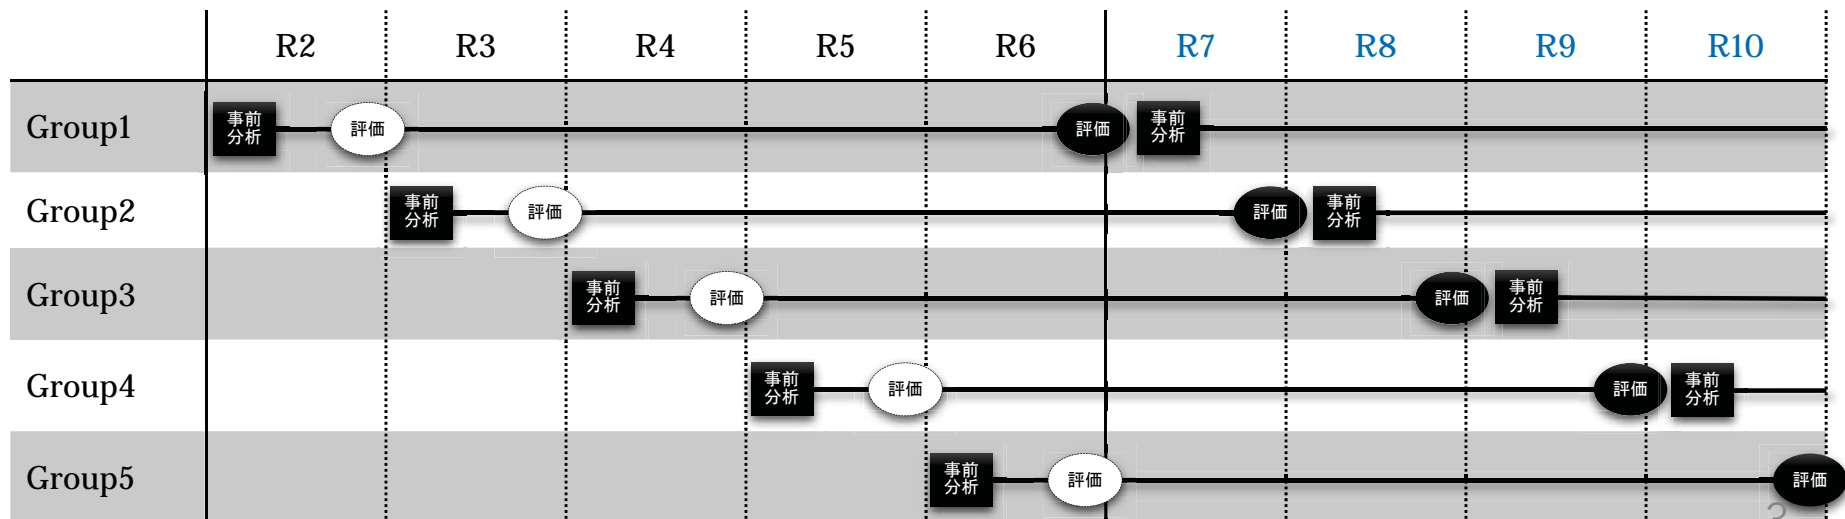 R2 R3 R4 R5 R6 R7 R8 R9 R10
Group1
事前
分析
評価
評価
事前
分析
Group2
事前
分析
評価
評価
事前
分析
Group3
事前
分析
評価
評価
事前
分析
Group4
事前
分析
評価
評価
事前
分析
Group5
事前
分析
評価
評価